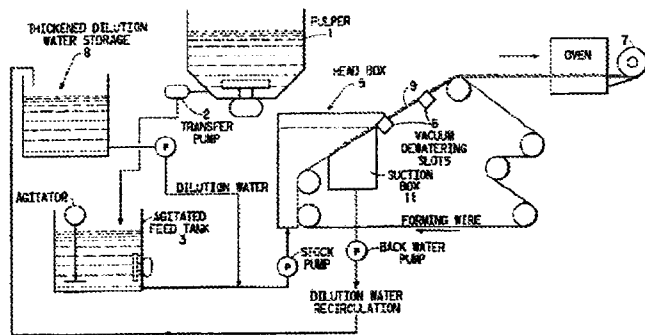 THICKENED DILUTION
WATER STORAGE
8
PULPER
1
2
TRANSFER
PUMP
HEAD BOX
5
9
6
VACUUM
DEWATERING
SLOTS
OVEN
7
P
DILUTION WATER
AGITATOR
AGITATED
FEED TANK
3
SUCTION
BOX
11
FORMING WIRE
P
STOCK
PUMP
P
BACK WATER
PUMP
DILUTION WATER
RECIRCULATION